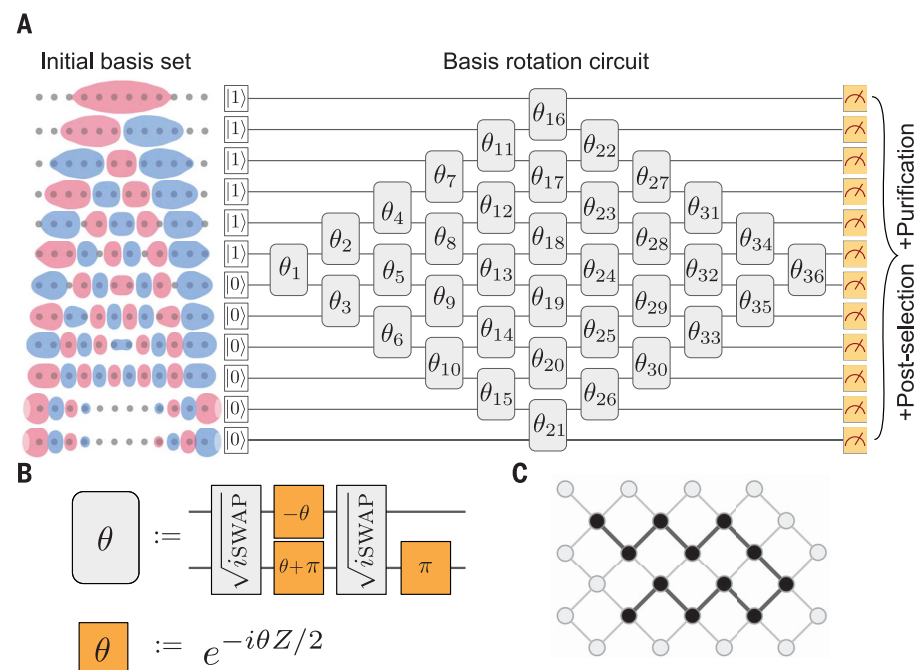 A
Initial basis set
Basis rotation circuit
|1⟩
|1⟩
|1⟩
|1⟩
|1⟩
|1⟩
|0⟩
|0⟩
|0⟩
|0⟩
|0⟩
|0⟩
θ1
θ2
θ3
θ4
θ5
θ6
θ7
θ8
θ9
θ10
θ11
θ12
θ13
θ14
θ15
θ16
θ17
θ18
θ19
θ20
θ21
θ22
θ23
θ24
θ25
θ26
θ27
θ28
θ29
θ30
θ31
θ32
θ33
θ34
θ35
θ36
+Post-selection +Purification
B
θ := √iSWAP −θ θ+π √iSWAP π
θ := e^{−iθZ/2}
C